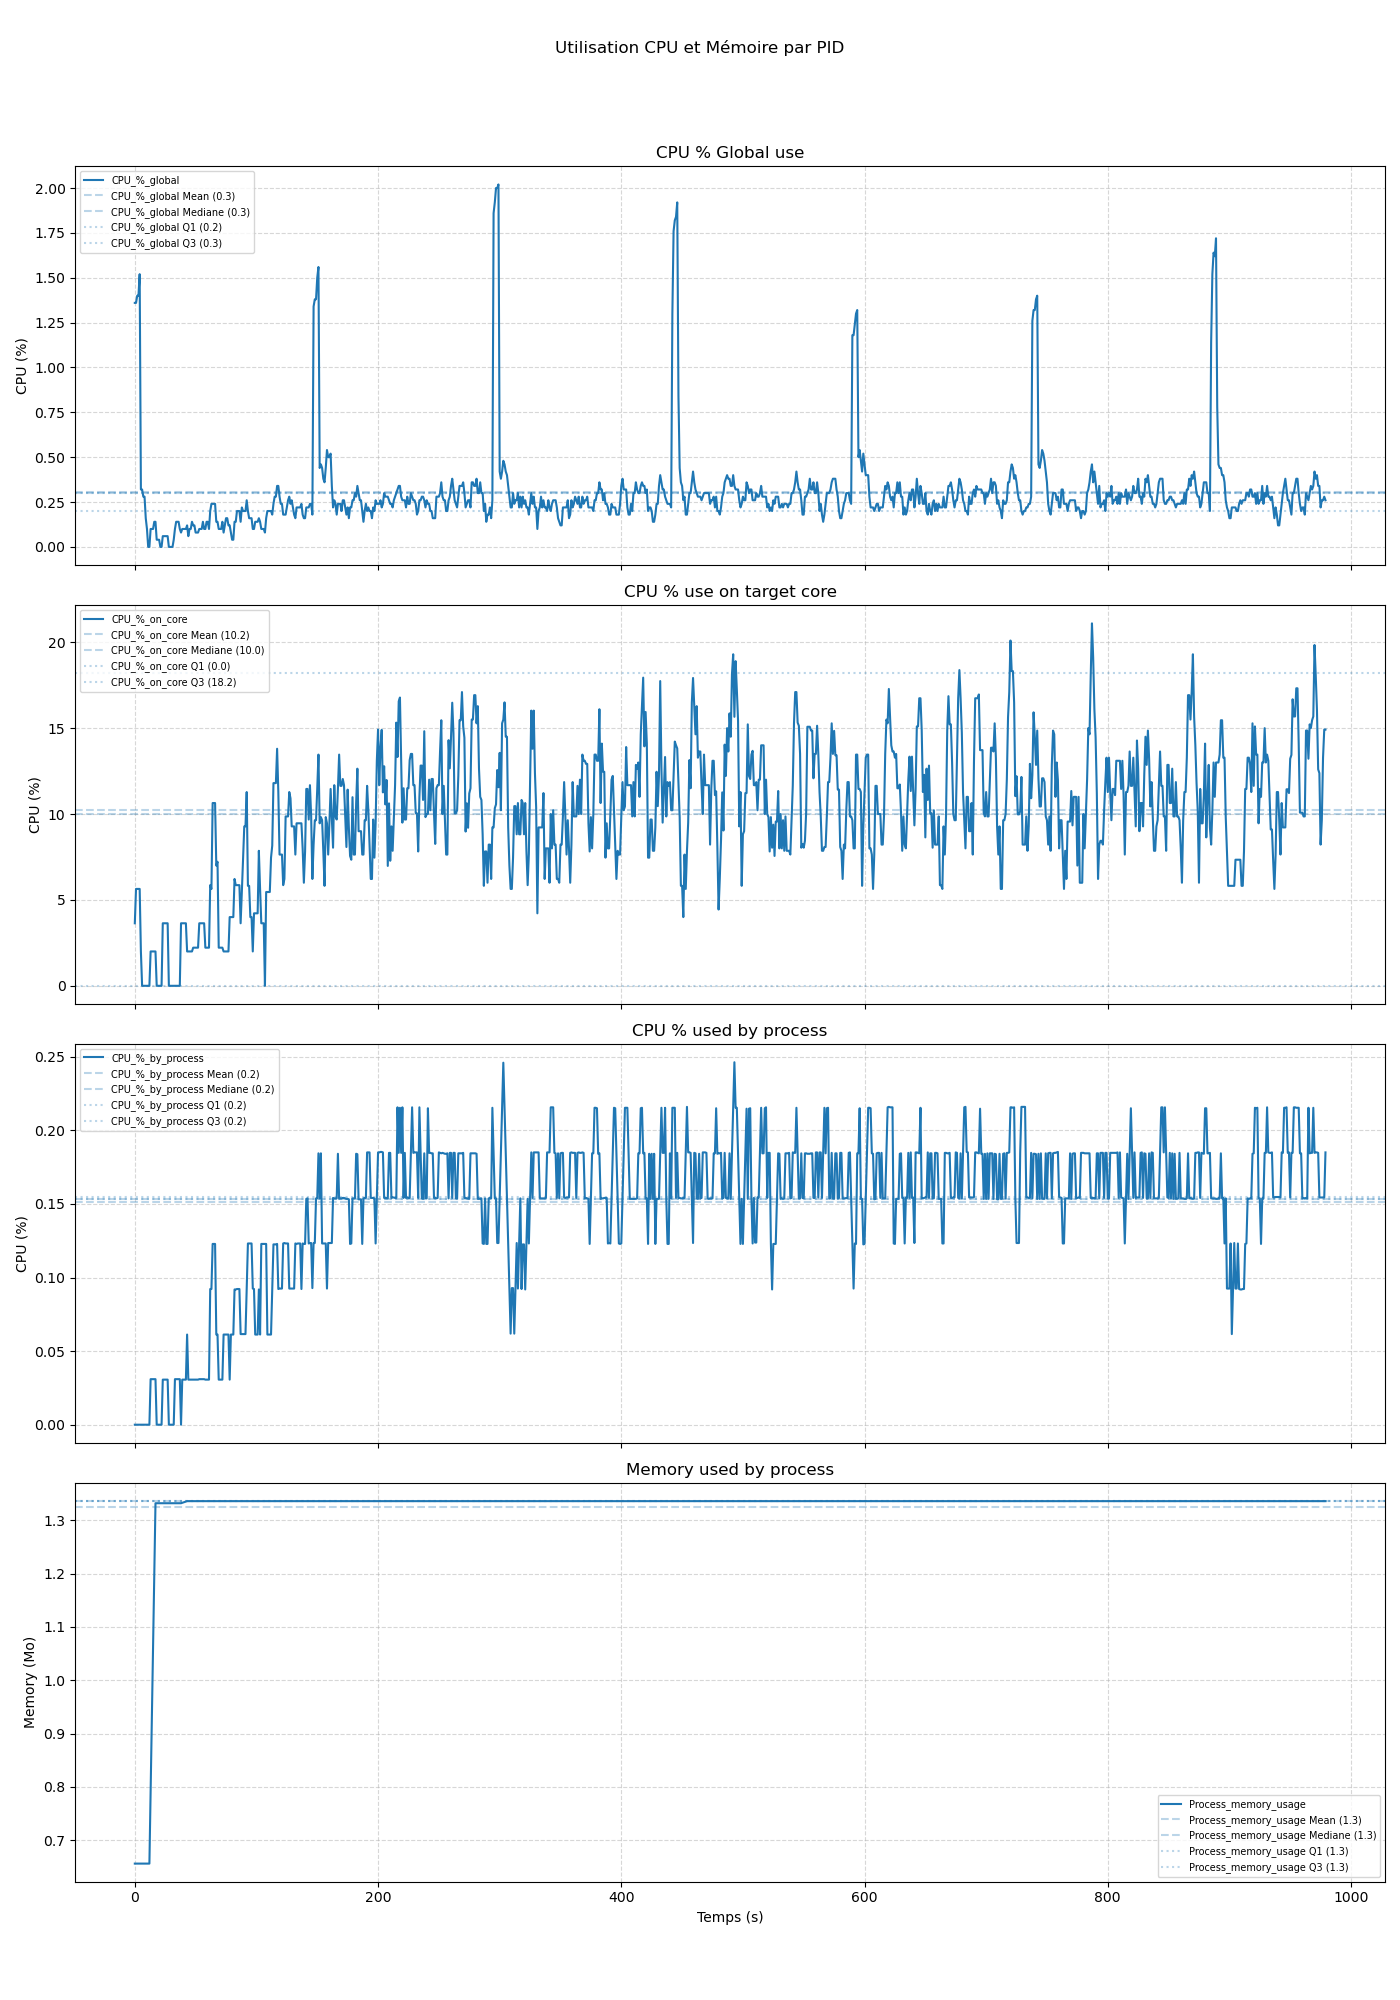 Utilisation CPU et Mémoire par PID
CPU % Global use
CPU (%)
2.00
1.75
1.50
1.25
1.00
0.75
0.50
0.25
0.00
CPU_%_global
CPU_%_global Mean (0.3)
CPU_%_global Mediane (0.3)
CPU_%_global Q1 (0.2)
CPU_%_global Q3 (0.3)
CPU % use on target core
CPU (%)
20
15
10
5
0
CPU_%_on_core
CPU_%_on_core Mean (10.2)
CPU_%_on_core Mediane (10.0)
CPU_%_on_core Q1 (0.0)
CPU_%_on_core Q3 (18.2)
CPU % used by process
CPU (%)
0.25
0.20
0.15
0.10
0.05
0.00
CPU_%_by_process
CPU_%_by_process Mean (0.2)
CPU_%_by_process Mediane (0.2)
CPU_%_by_process Q1 (0.2)
CPU_%_by_process Q3 (0.2)
Memory used by process
Memory (Mo)
1.3
1.2
1.1
1.0
0.9
0.8
0.7
Process_memory_usage
Process_memory_usage Mean (1.3)
Process_memory_usage Mediane (1.3)
Process_memory_usage Q1 (1.3)
Process_memory_usage Q3 (1.3)
0 200 400 600 800 1000
Temps (s)